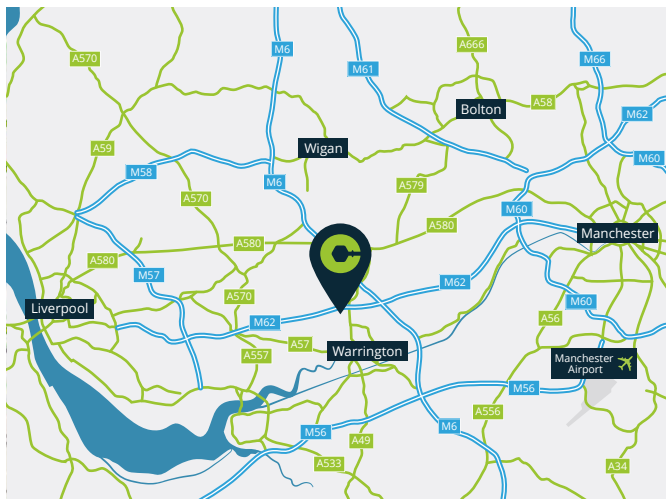 A666
M6
A570
M66
M61
A58
Bolton
M62
A59
Wigan
M60
M58
M6
A579
A570
M60
A580
Manchester
A580
A580
M57
M62
A570
M60
Liverpool
A56
M62
A57
Warrington
A557
Manchester
Airport
M56
A556
M6
M56
A49
A533
A34